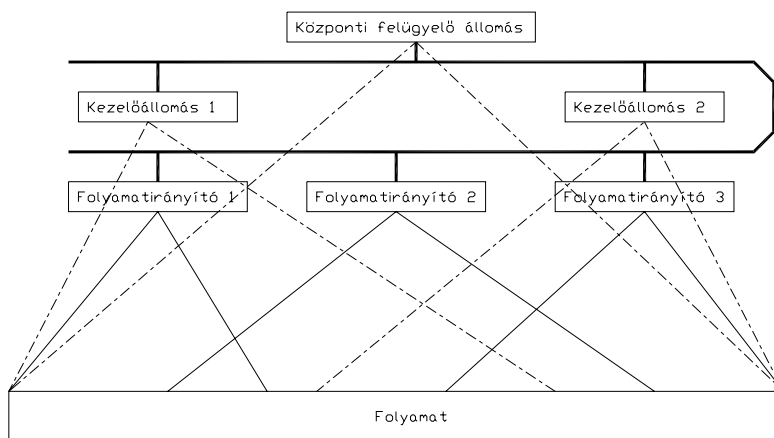 Központi felügyelő állomás
Kezelőállomás 1
Kezelőállomás 2
Folyamatirányító 1
Folyamatirányító 2
Folyamatirányító 3
Folyamat